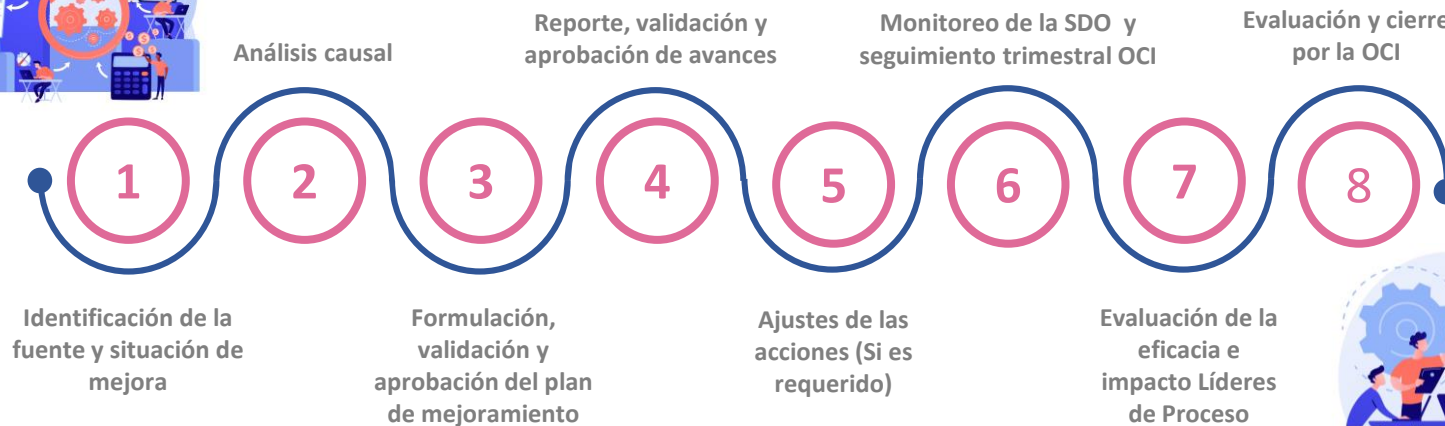 Reporte, validación y
aprobación de avances
Monitoreo de la SDO y
seguimiento trimestral OCI
Evaluación y cierre
por la OCI
Análisis causal
1
2
3
4
5
6
7
8
Identificación de la
fuente y situación de
mejora
Formulación,
validación y
aprobación del plan
de mejoramiento
Ajustes de las
acciones (Si es
requerido)
Evaluación de la
eficacia e
impacto Líderes
de Proceso